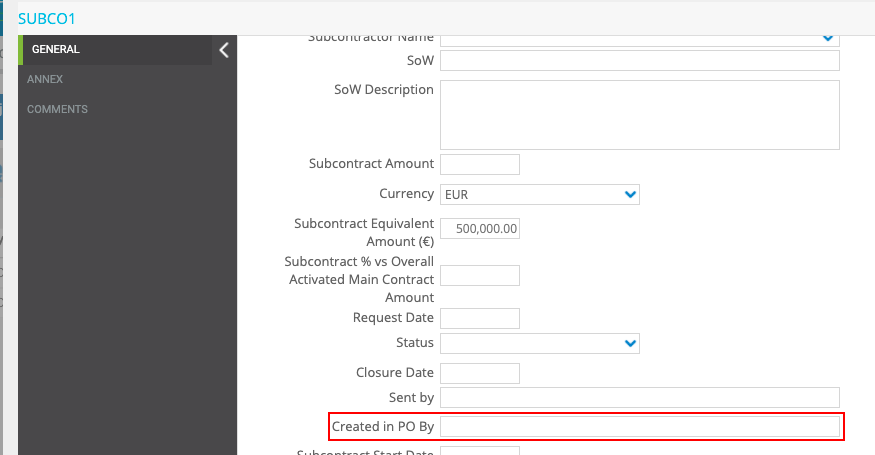 SUBCO1
GENERAL
ANNEX
COMMENTS
Subcontractor Name
SoW
SoW Description
Subcontract Amount
Currency EUR
Subcontract Equivalent
Amount (€) 500,000.00
Subcontract % vs Overall
Activated Main Contract
Amount
Request Date
Status
Closure Date
Sent by
Created in PO By
Subcontract Start Date